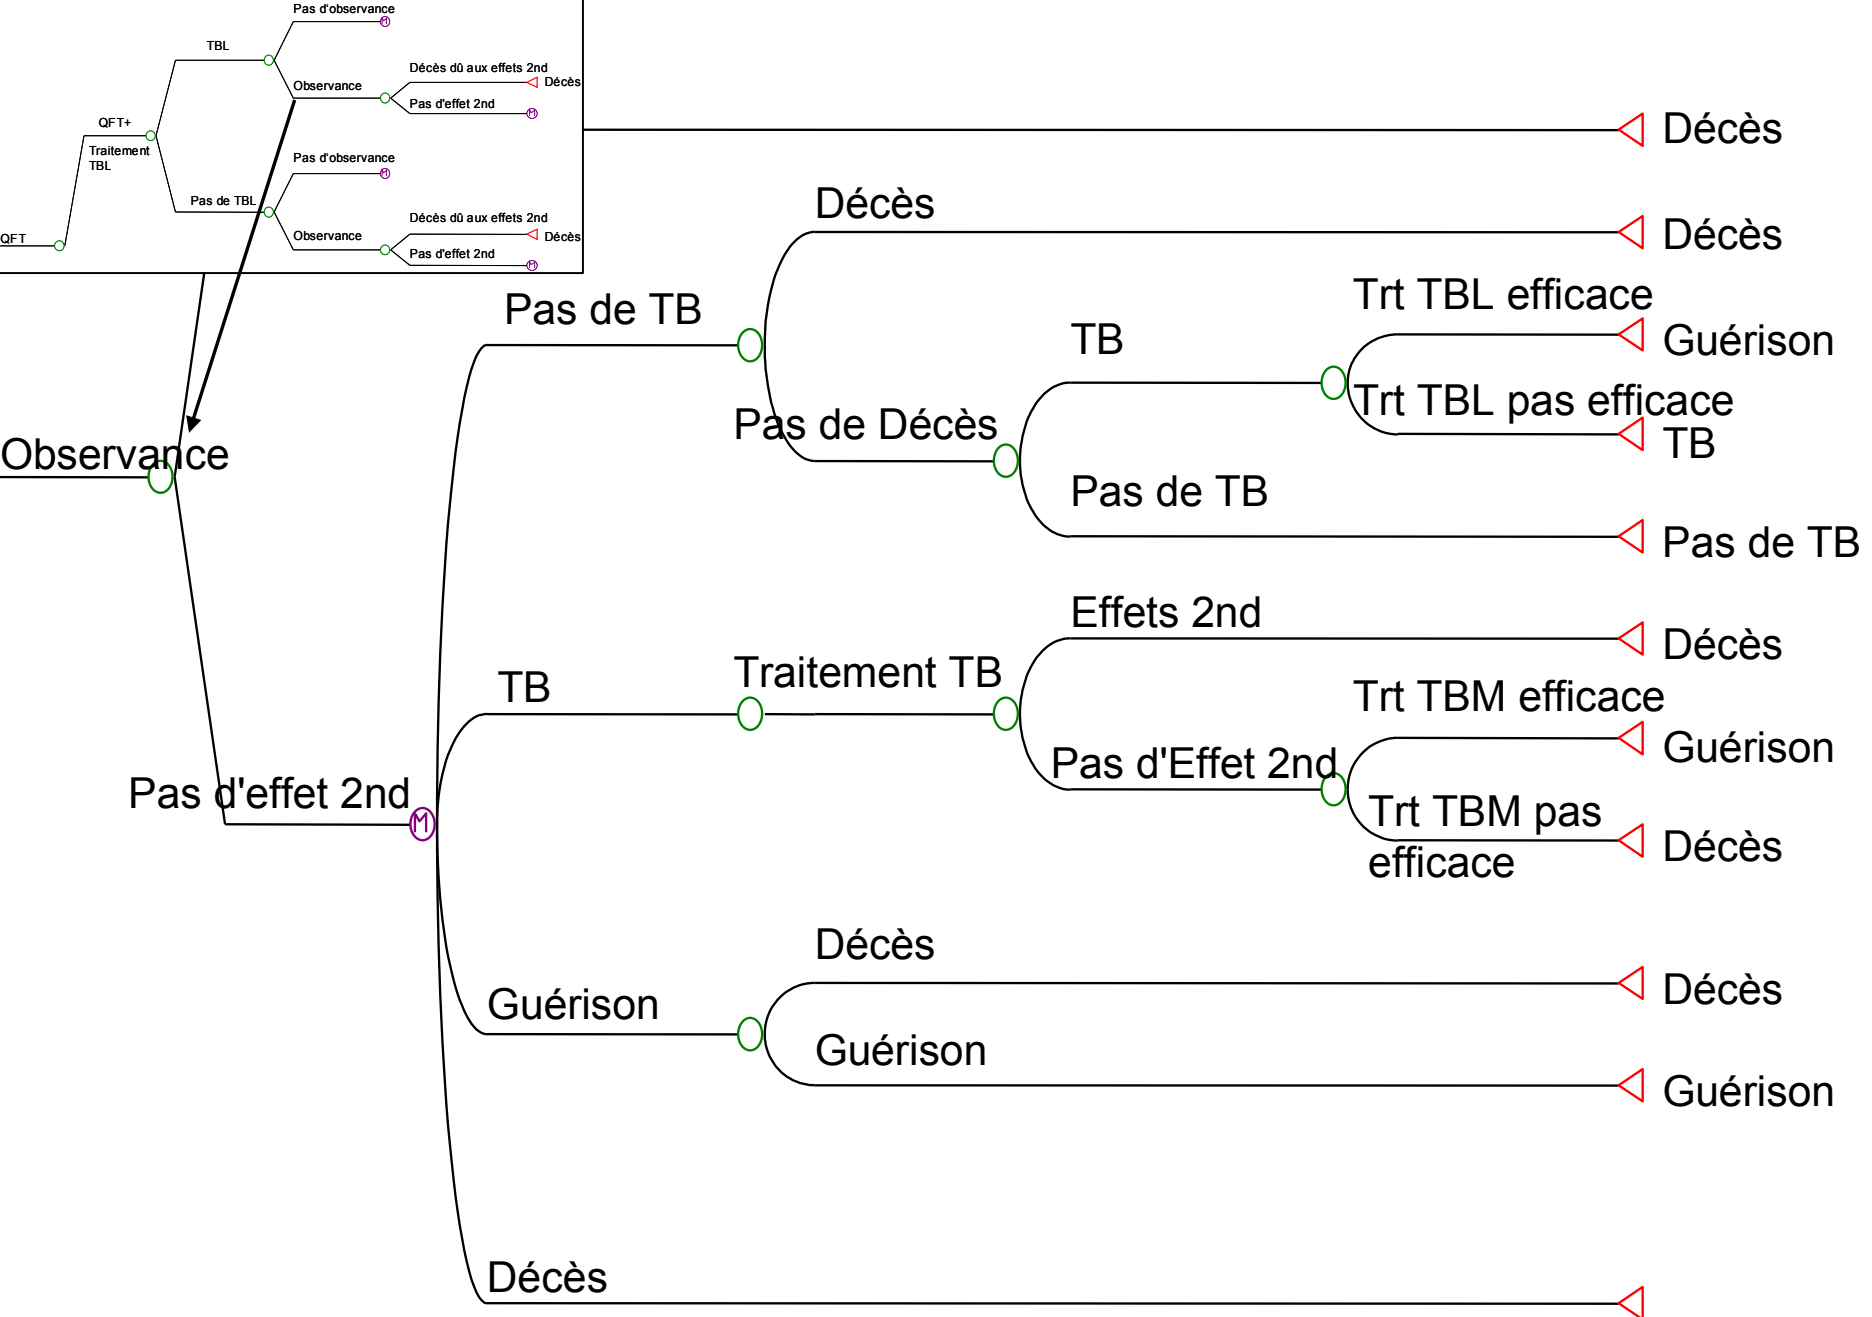 Pas d'observance
M
TBL
Décès dû aux effets 2nd
Décès
Observance
Pas d'effet 2nd
M
QFT+
Traitement
TBL
Pas d'observance
M
Pas de TBL
Décès dû aux effets 2nd
Décès
Observance
Pas d'effet 2nd
M
QFT
Décès
Décès
Décès
Pas de TB
Trt TBL efficace
Guérison
TB
Trt TBL pas efficace
TB
Pas de Décès
Observance
Pas de TB
Pas de TB
Effets 2nd
Décès
TB
Traitement TB
Trt TBM efficace
Guérison
Pas d'Effet 2nd
Pas d'effet 2nd
M
Trt TBM pas
efficace
Décès
Décès
Décès
Guérison
Guérison
Guérison
Décès